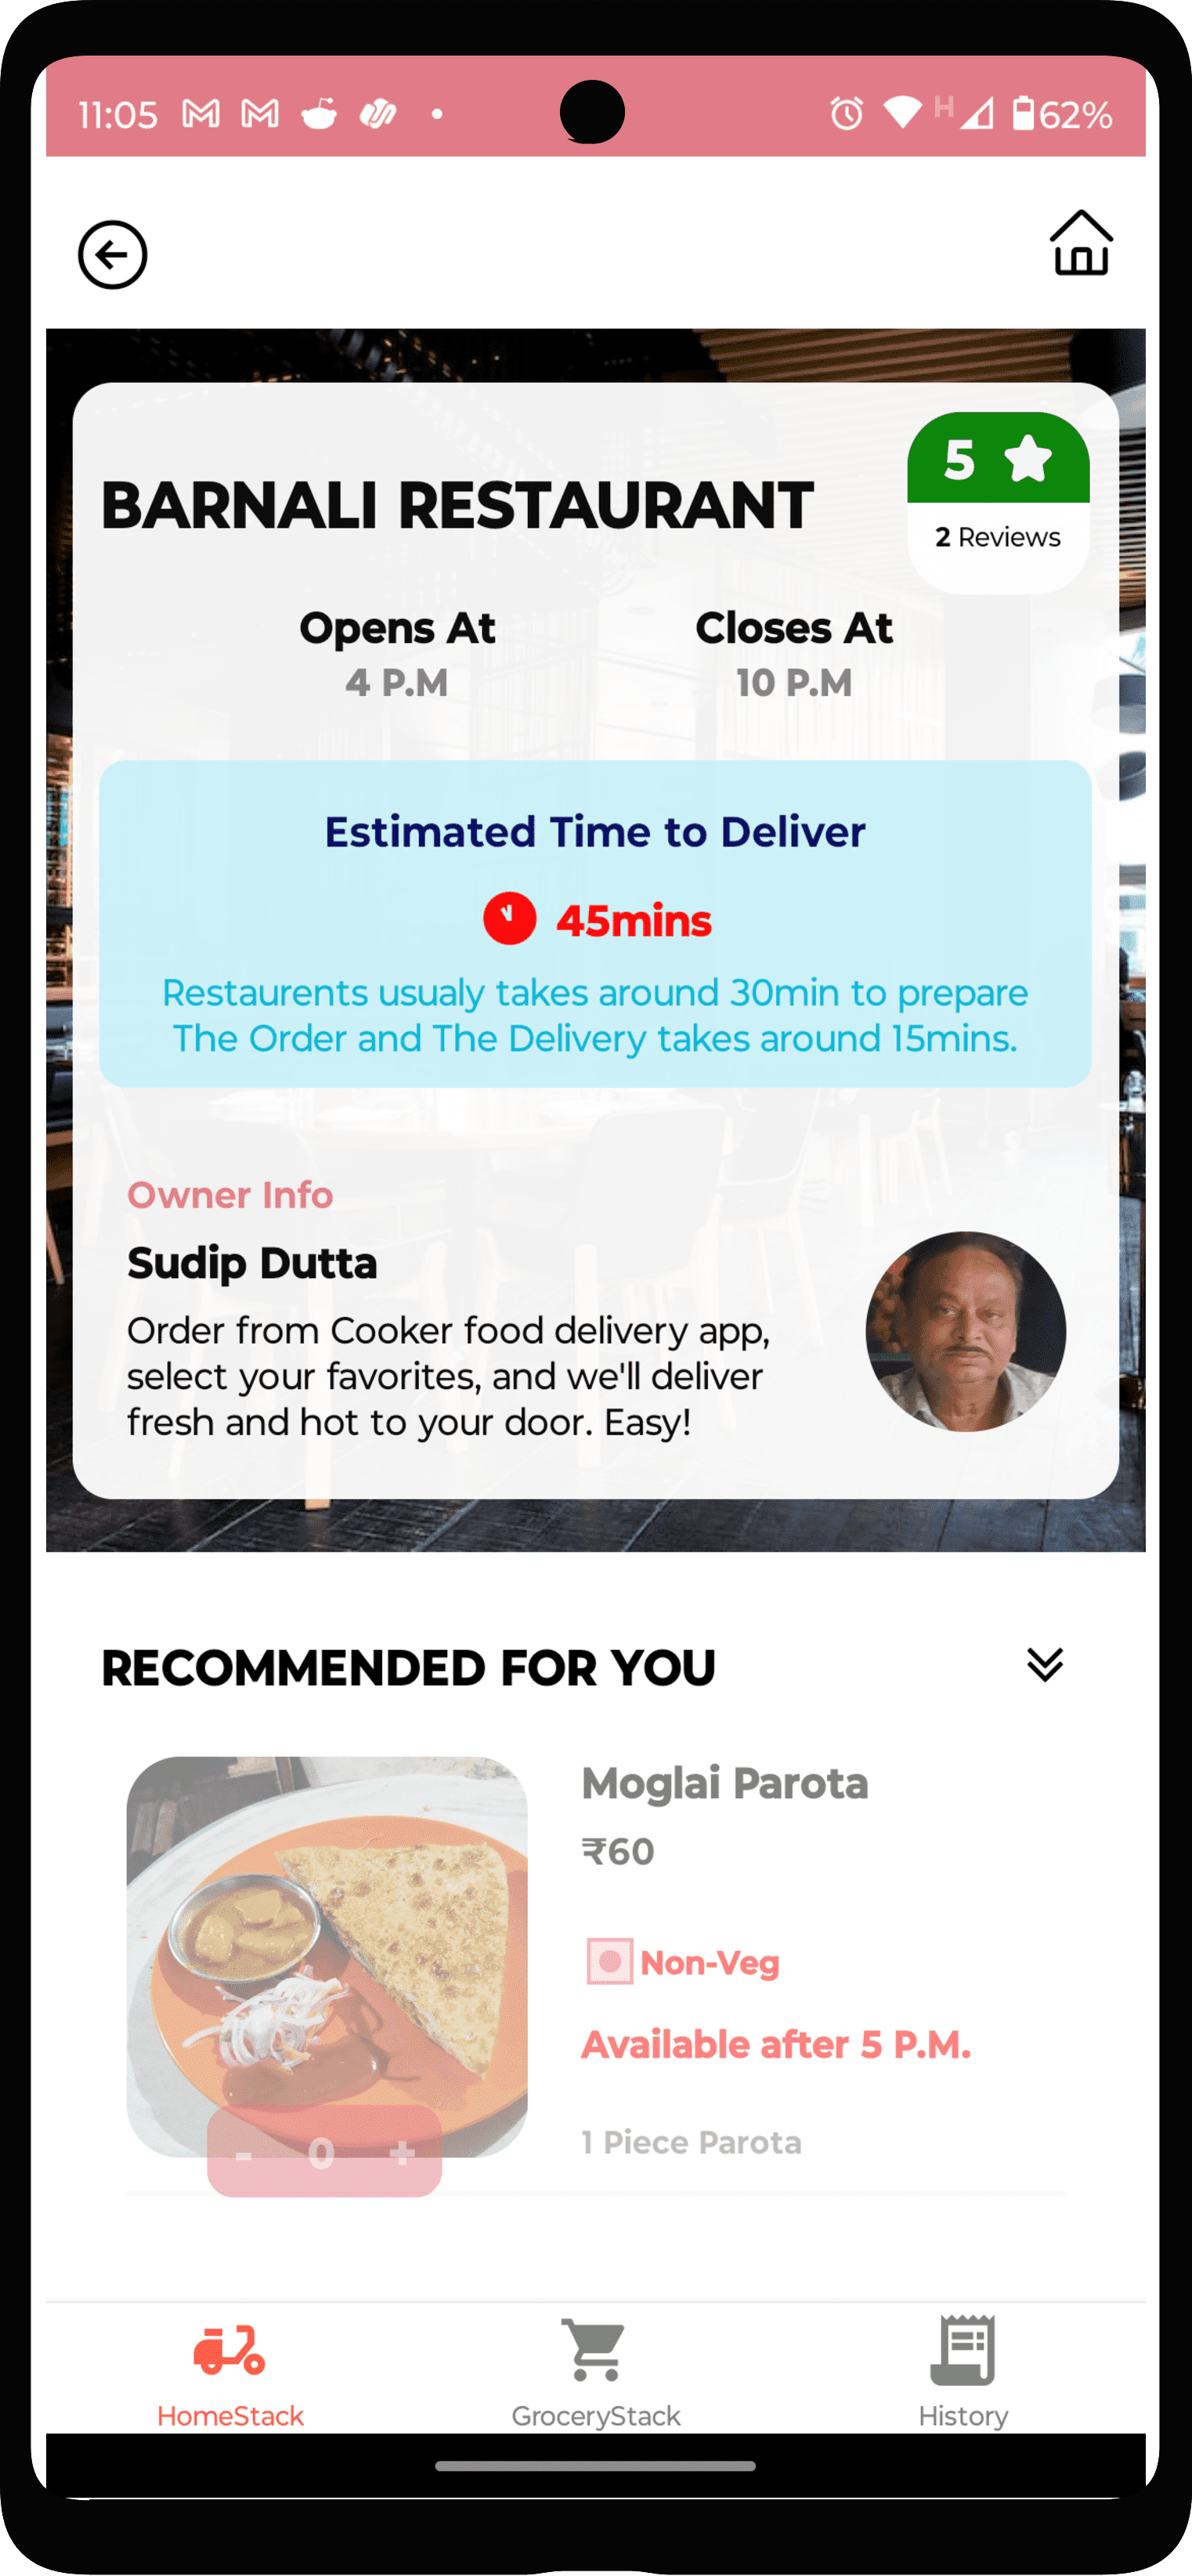 11:05
H
62%
BARNALI RESTAURANT
5
2 Reviews
Opens At
Closes At
4 P.M
10 P.M
Estimated Time to Deliver
45mins
Restaurents usualy takes around 30min to prepare
The Order and The Delivery takes around 15mins.
Owner Info
Sudip Dutta
Order from Cooker food delivery app,
select your favorites, and we'll deliver
fresh and hot to your door. Easy!
RECOMMENDED FOR YOU
Moglai Parota
₹60
Non-Veg
Available after 5 P.M.
1 Piece Parota
- 0 +
HomeStack
GroceryStack
History